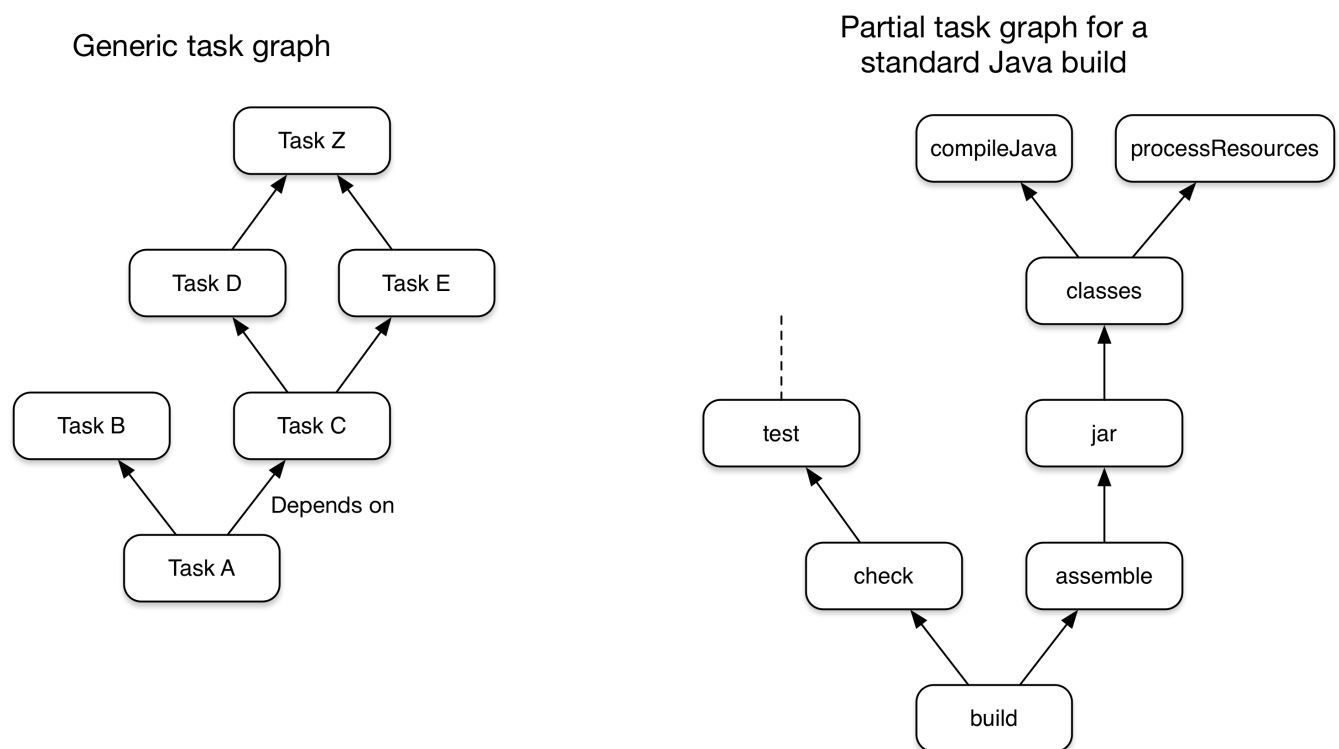 Generic task graph
Task Z
Task D
Task E
Task B
Task C
Depends on
Task A
Partial task graph for a
standard Java build
compileJava
processResources
classes
test
jar
check
assemble
build